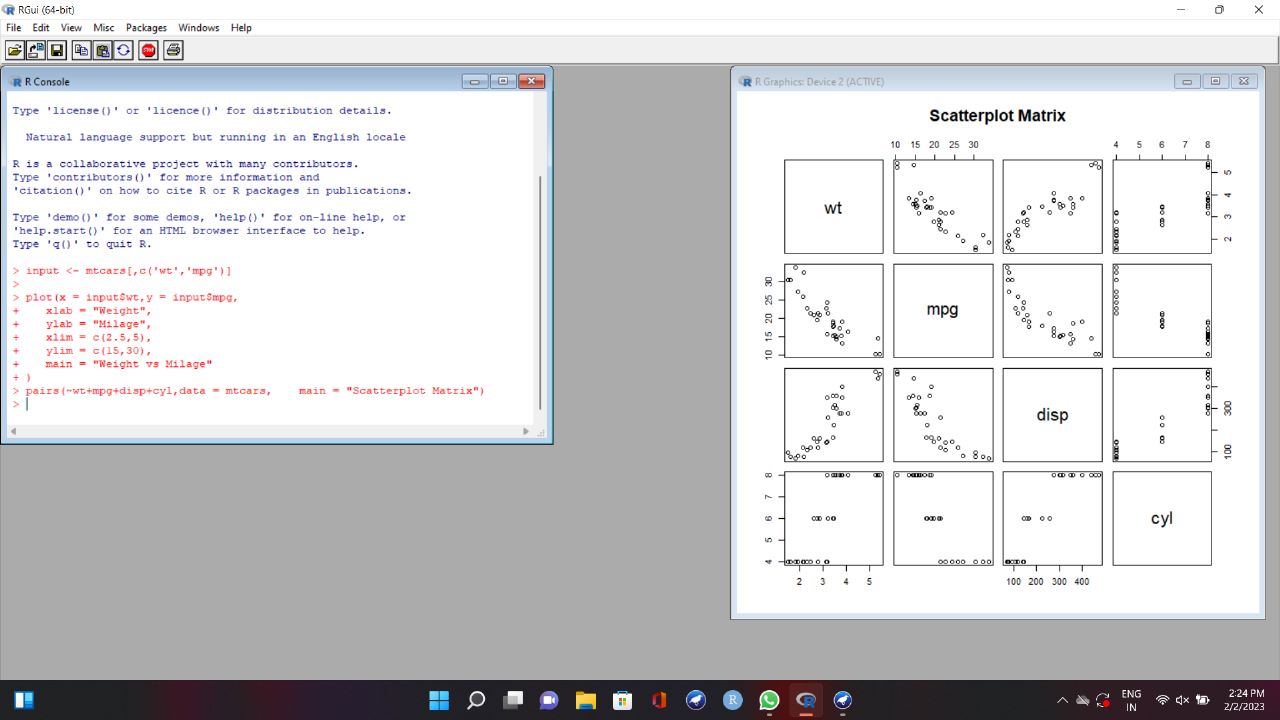 RGui (64-bit)
File Edit View Misc Packages Windows Help
R Console
Type 'license()' or 'licence()' for distribution details.
Natural language support but running in an English locale
R is a collaborative project with many contributors.
Type 'contributors()' for more information and
'citation()' on how to cite R or R packages in publications.
Type 'demo()' for some demos, 'help()' for on-line help, or
'help.start()' for an HTML browser interface to help.
Type 'q()' to quit R.
> input <- mtcars[,c('wt','mpg')]
>
> plot(x = input$wt,y = input$mpg,
+ xlab = "Weight",
+ ylab = "Milage",
+ xlim = c(2.5,5),
+ ylim = c(15,30),
+ main = "Weight vs Milage"
+ )
> pairs(~wt+mpg+disp+cyl,data = mtcars, main = "Scatterplot Matrix")
>
R Graphics: Device 2 (ACTIVE)
Scatterplot Matrix
10 15 20 25 30
4 5 6 7 8
wt
2 3 4 5
10 15 20 25 30
mpg
disp
100 300
4 5 6 7 8
cyl
2 3 4 5
100 200 300 400
STOP
ENG
IN
2:24 PM
2/2/2023